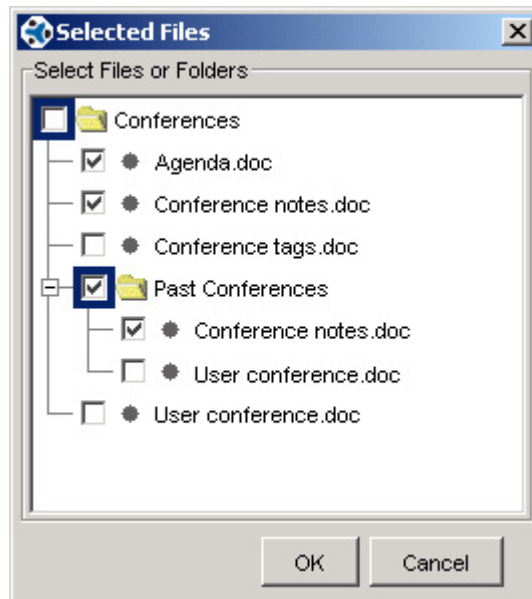 Selected Files
Select Files or Folders
Conferences
Agenda.doc
Conference notes.doc
Conference tags.doc
Past Conferences
Conference notes.doc
User conference.doc
User conference.doc
OK
Cancel